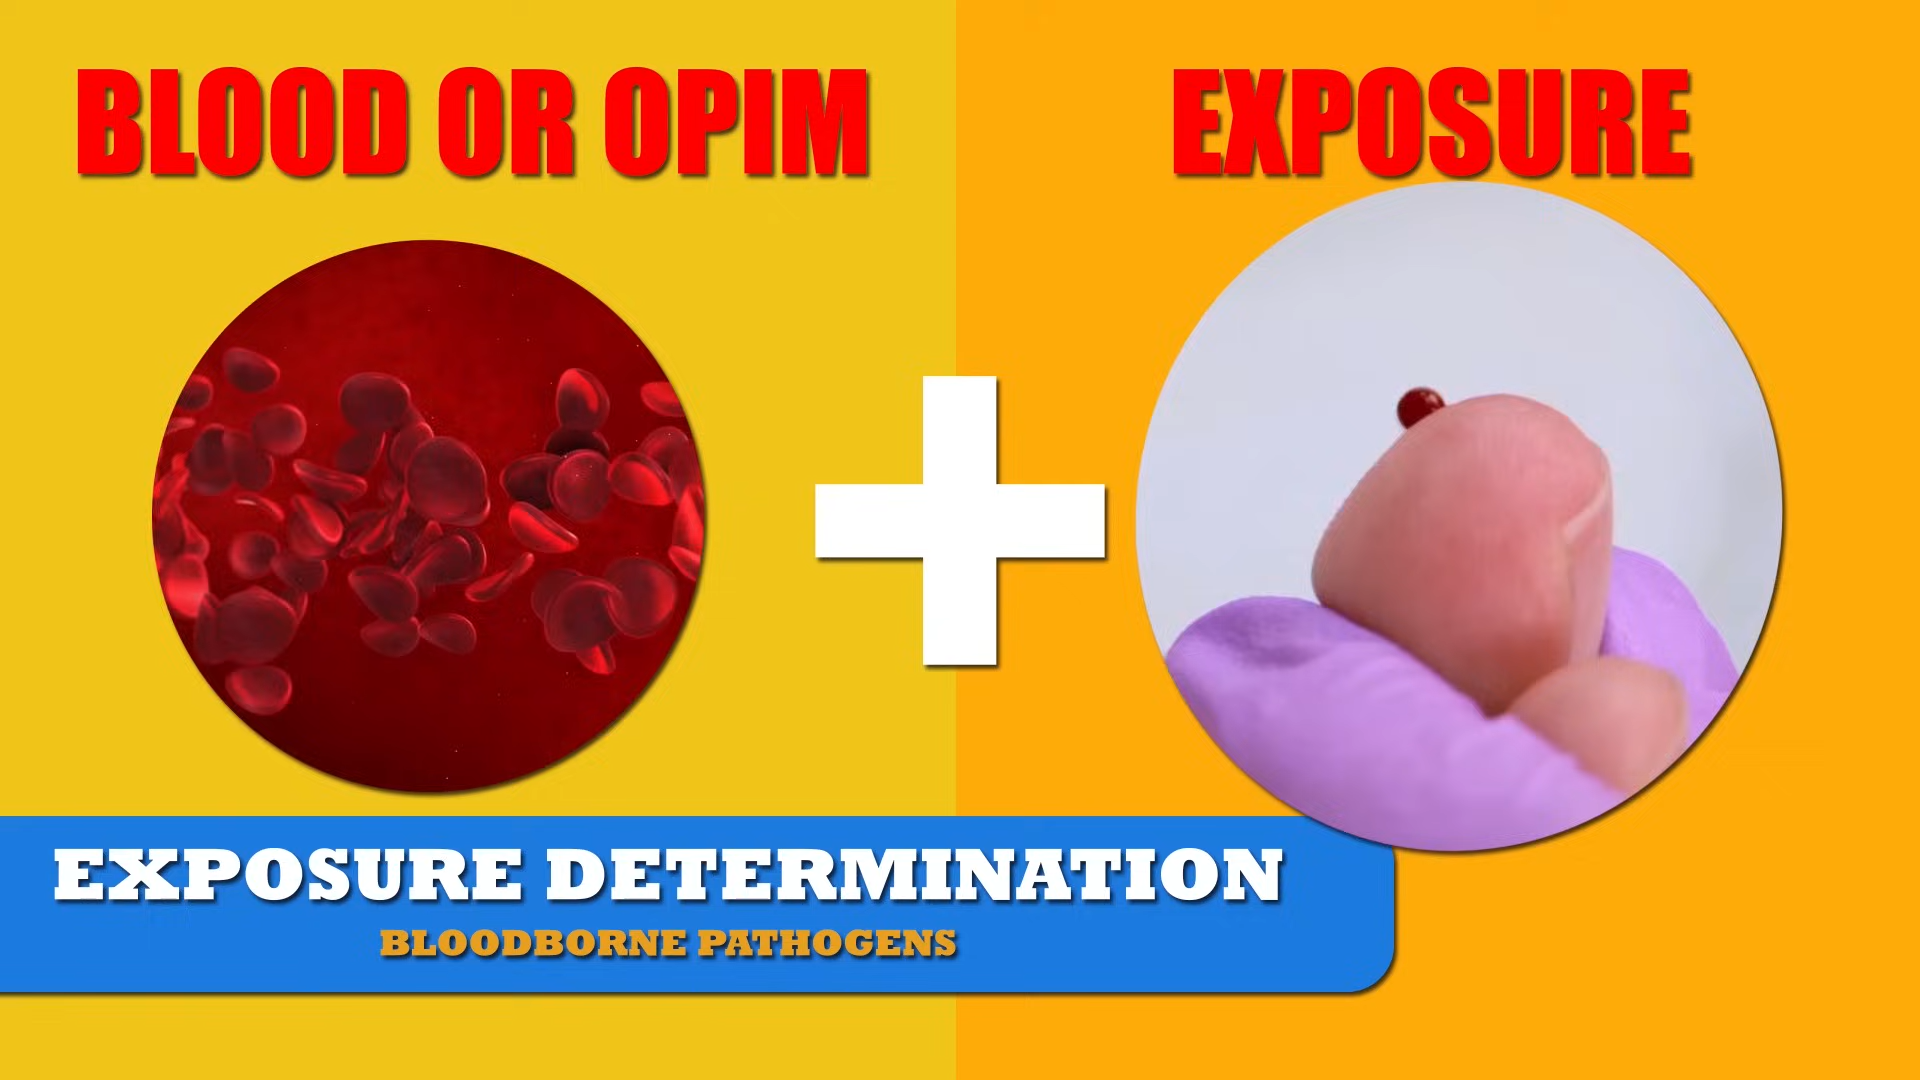 BLOOD OR OPIM
EXPOSURE
EXPOSURE DETERMINATION
BLOODBORNE PATHOGENS